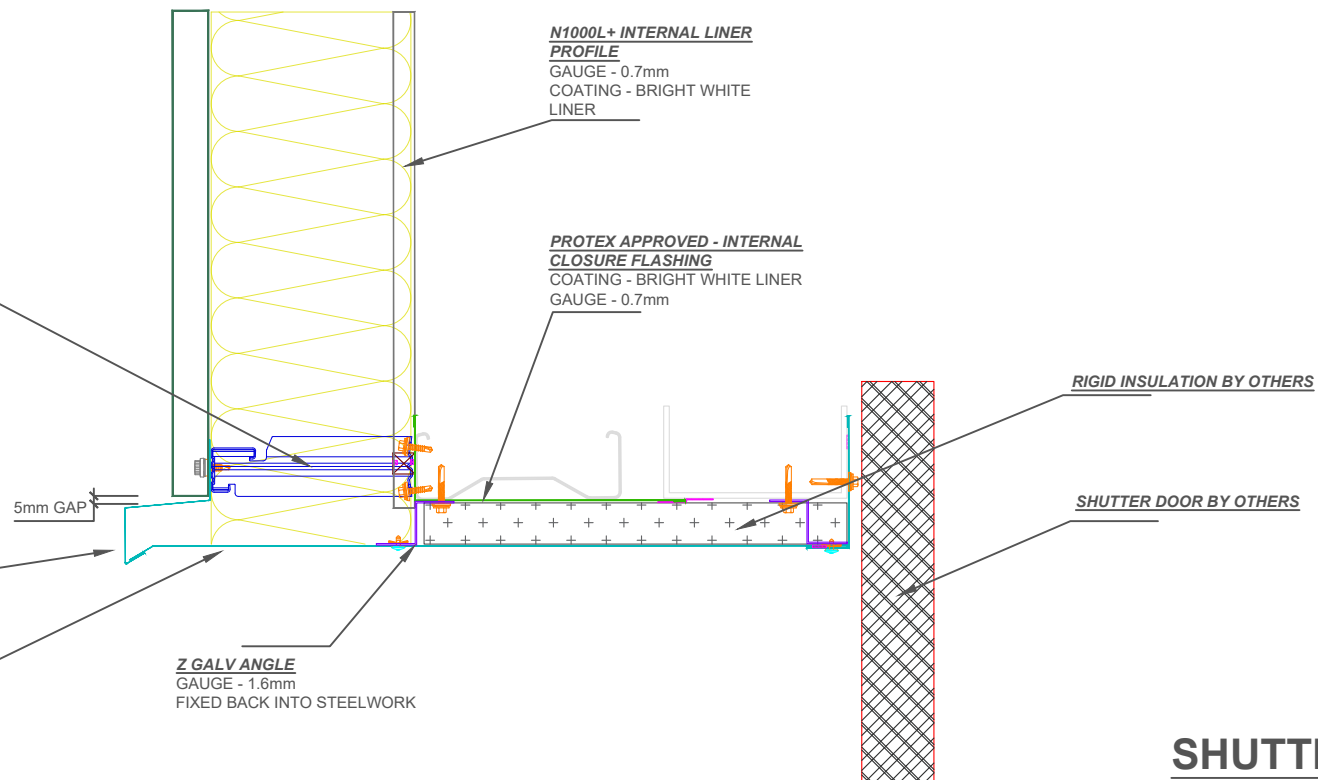 N1000L+ INTERNAL LINER
PROFILE
GAUGE - 0.7mm
COATING - BRIGHT WHITE
LINER
PROTEX APPROVED - INTERNAL
CLOSURE FLASHING
COATING - BRIGHT WHITE LINER
GAUGE - 0.7mm
RIGID INSULATION BY OTHERS
SHUTTER DOOR BY OTHERS
5mm GAP
Z GALV ANGLE
GAUGE - 1.6mm
FIXED BACK INTO STEELWORK
SHUTT